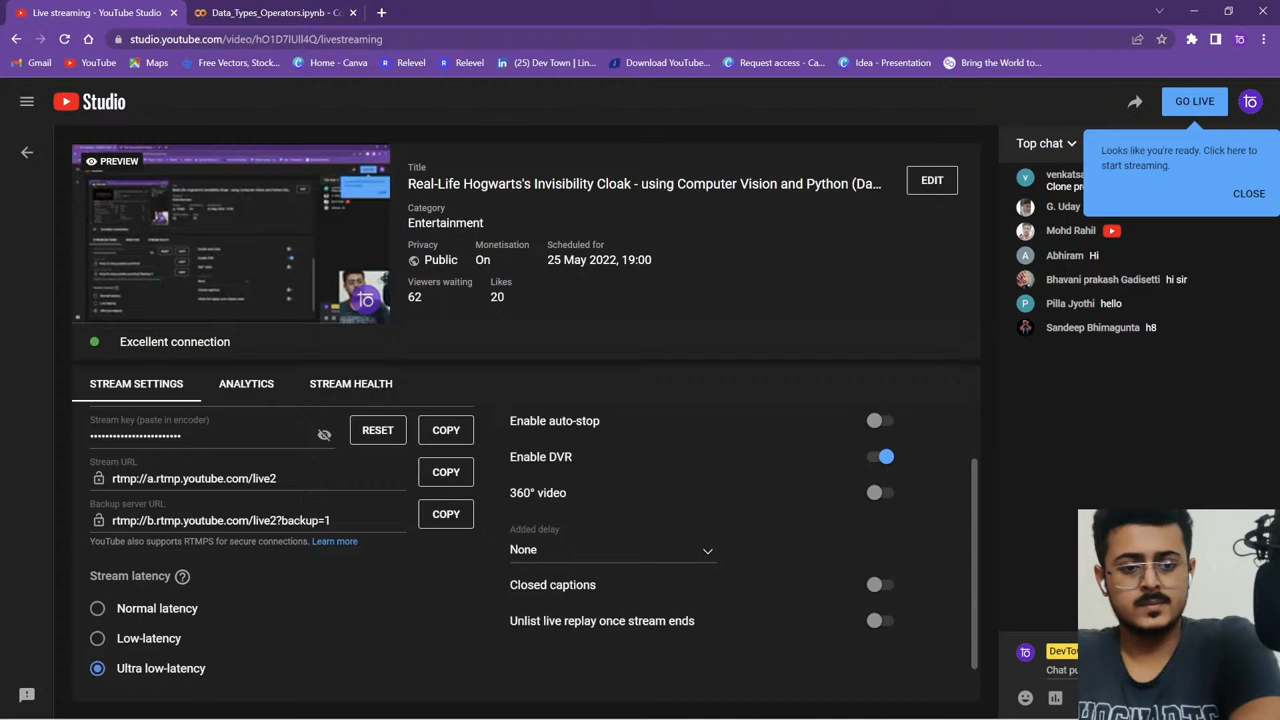 Live streaming - YouTube Studio
Data_Types_Operators.ipynb - Co
studio.youtube.com/video/hO1D7lUll4Q/livestreaming
Gmail
YouTube
Maps
Free Vectors, Stock...
Home - Canva
Relevel
Relevel
(25) Dev Town | Lin...
Download YouTube...
Request access - Ca...
Idea - Presentation
Bring the World to...
Studio
GO LIVE
PREVIEW
Title
Real-Life Hogwarts's Invisibility Cloak - using Computer Vision and Python (Da...
EDIT
Category
Entertainment
Privacy
Monetisation
Scheduled for
Public
On
25 May 2022, 19:00
Viewers waiting
Likes
62
20
Excellent connection
Top chat
Looks like you're ready. Click here to
start streaming.
CLOSE
venkatsa
Clone pr
G. Uday
Mohd Rahil
Abhiram Hi
Bhavani prakash Gadisetti hi sir
Pilla Jyothi hello
Sandeep Bhimagunta h8
STREAM SETTINGS
ANALYTICS
STREAM HEALTH
Stream key (paste in encoder)
••••••••••••••••••••••••
RESET
COPY
Stream URL
rtmp://a.rtmp.youtube.com/live2
COPY
Backup server URL
rtmp://b.rtmp.youtube.com/live2?backup=1
COPY
YouTube also supports RTMPS for secure connections. Learn more
Stream latency
Normal latency
Low-latency
Ultra low-latency
Enable auto-stop
Enable DVR
360° video
Added delay
None
Closed captions
Unlist live replay once stream ends
DevTow
Chat pu